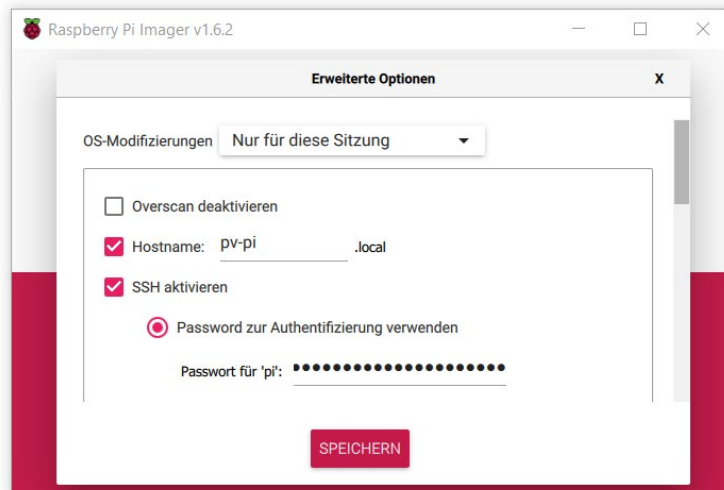 Raspberry Pi Imager v1.6.2
Erweiterte Optionen X
OS-Modifizierungen Nur für diese Sitzung
Overscan deaktivieren
Hostname: pv-pi .local
SSH aktivieren
Password zur Authentifizierung verwenden
Passwort für 'pi': •••••••••••••••••••••
SPEICHERN